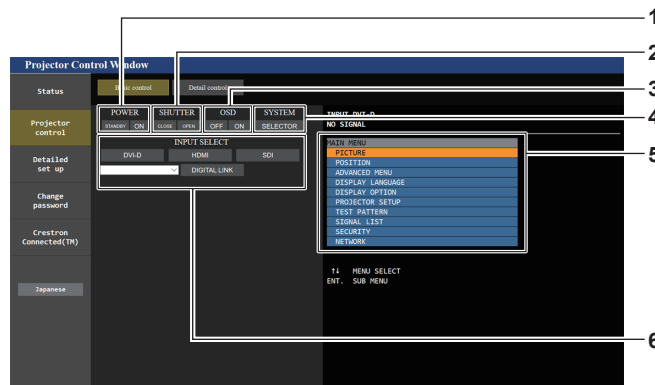 1
2
3
4
5
6
Projector Control Window
Status
Projector control
Detailed set up
Change password
Crestron Connected(TM)
Japanese
Basic control Detail control
POWER SHUTTER OSD SYSTEM
STANDBY ON CLOSE OPEN OFF ON SELECTOR
INPUT SELECT
DVI-D HDMI SDI
DIGITAL LINK
INPUT DVI-D
NO SIGNAL
MAIN MENU
PICTURE
POSITION
ADVANCED MENU
DISPLAY LANGUAGE
DISPLAY OPTION
PROJECTOR SETUP
TEST PATTERN
SIGNAL LIST
SECURITY
NETWORK
↑↓ MENU SELECT
ENT. SUB MENU